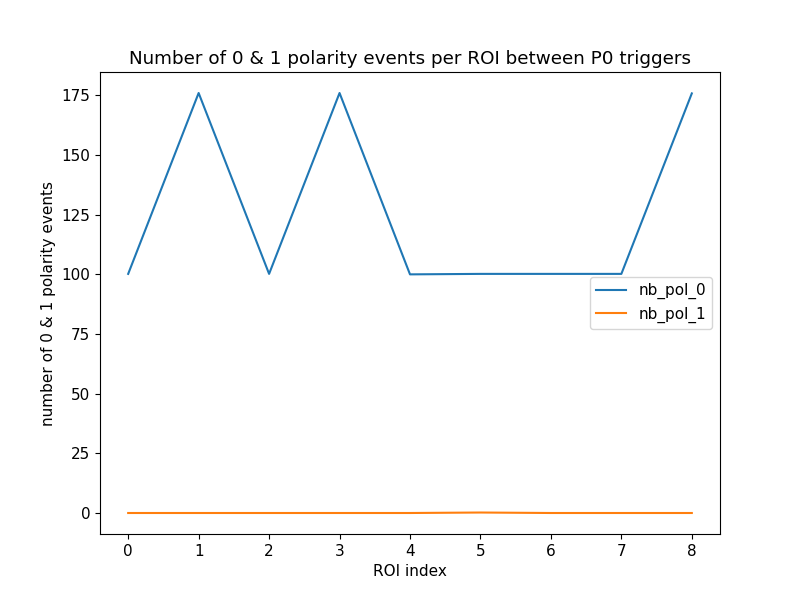 Number of 0 & 1 polarity events per ROI between P0 triggers
number of 0 & 1 polarity events
175
150
125
100
75
50
25
0
nb_pol_0
nb_pol_1
0 1 2 3 4 5 6 7 8
ROI index